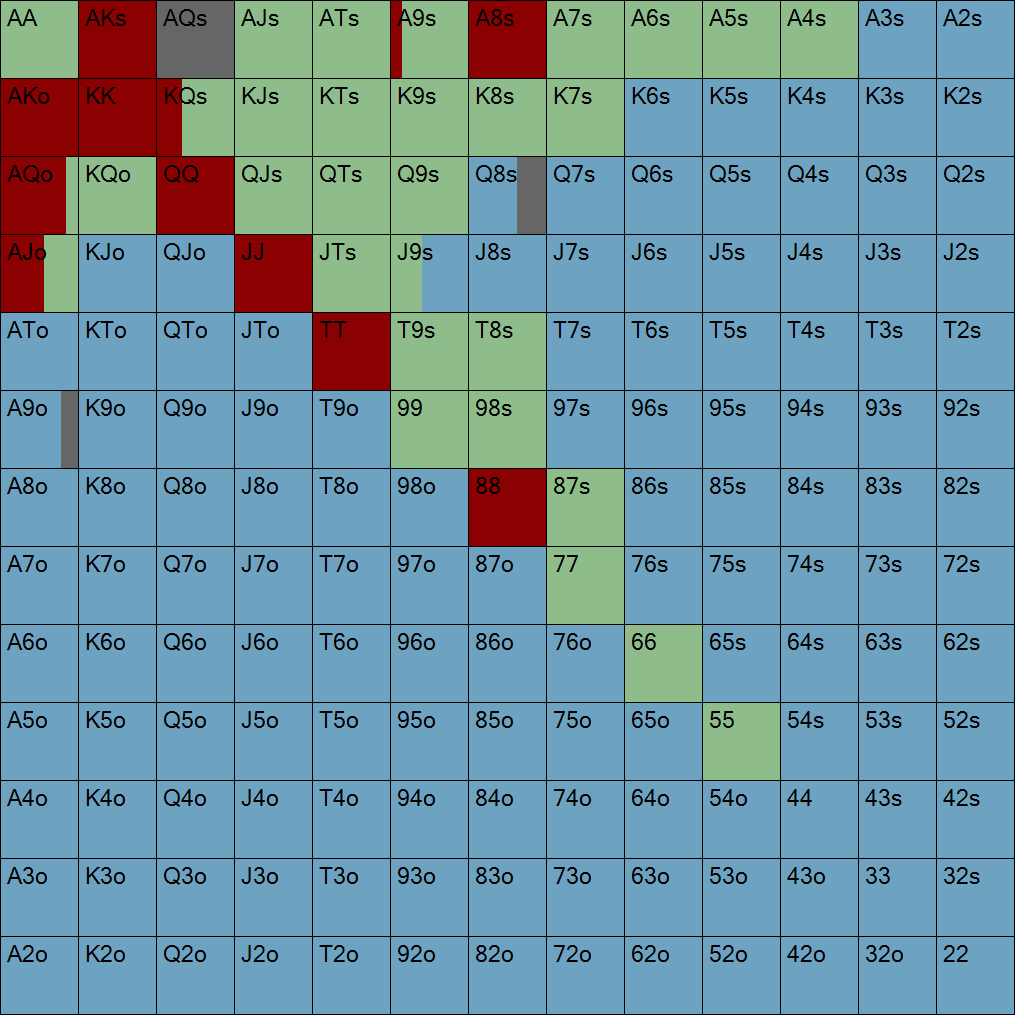 AA AKs AQs AJs ATs A9s A8s A7s A6s A5s A4s A3s A2s
AKo KK KQs KJs KTs K9s K8s K7s K6s K5s K4s K3s K2s
AQo KQo QQ QJs QTs Q9s Q8s Q7s Q6s Q5s Q4s Q3s Q2s
AJo KJo QJo JJ JTs J9s J8s J7s J6s J5s J4s J3s J2s
ATo KTo QTo JTo TT T9s T8s T7s T6s T5s T4s T3s T2s
A9o K9o Q9o J9o T9o 99 98s 97s 96s 95s 94s 93s 92s
A8o K8o Q8o J8o T8o 98o 88 87s 86s 85s 84s 83s 82s
A7o K7o Q7o J7o T7o 97o 87o 77 76s 75s 74s 73s 72s
A6o K6o Q6o J6o T6o 96o 86o 76o 66 65s 64s 63s 62s
A5o K5o Q5o J5o T5o 95o 85o 75o 65o 55 54s 53s 52s
A4o K4o Q4o J4o T4o 94o 84o 74o 64o 54o 44 43s 42s
A3o K3o Q3o J3o T3o 93o 83o 73o 63o 53o 43o 33 32s
A2o K2o Q2o J2o T2o 92o 82o 72o 62o 52o 42o 32o 22